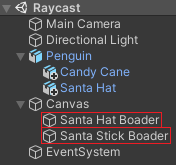 Raycast
Main Camera
Directional Light
Penguin
Candy Cane
Santa Hat
Canvas
Santa Hat Boader
Santa Stick Boader
EventSystem